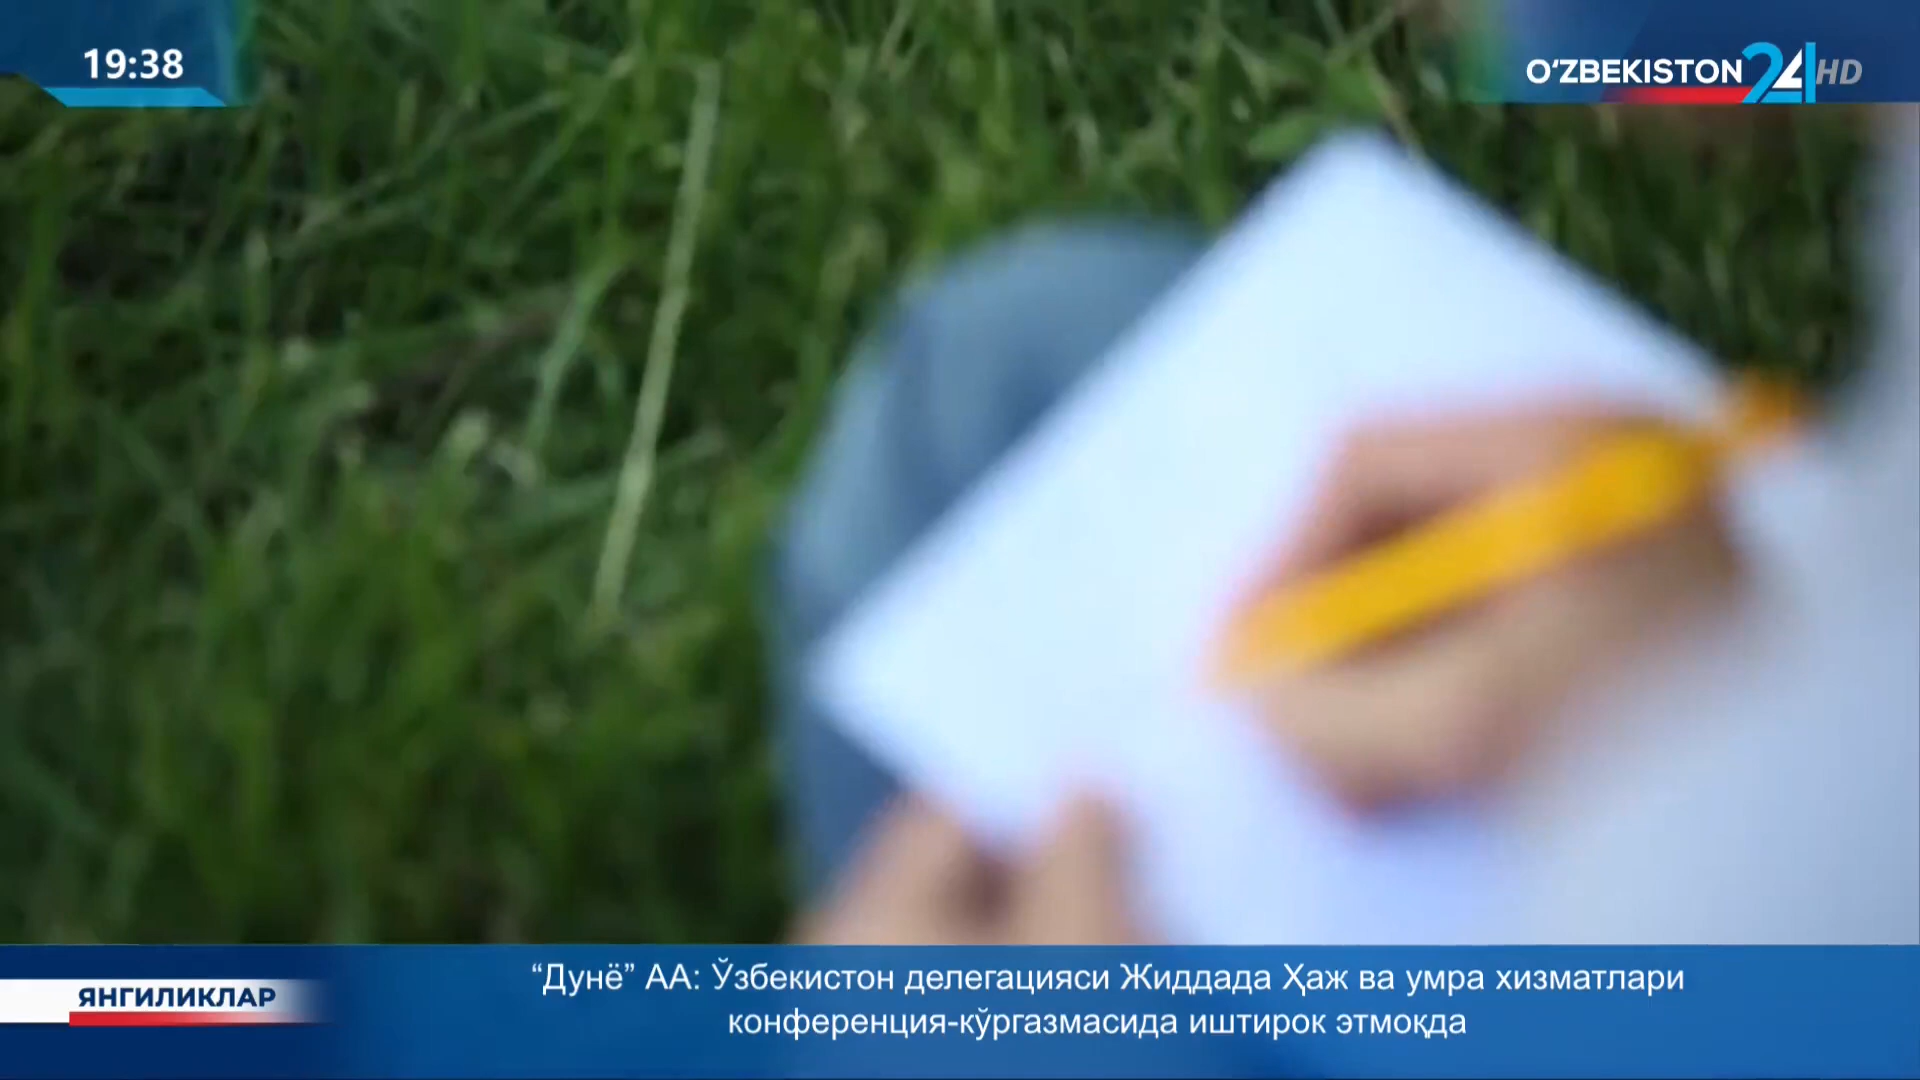 19:38
O‘ZBEKISTON 24 HD
ЯНГИЛИКЛАР
“Дунё” АА: Ўзбекистон делегацияси Жиддада Ҳаж ва умра хизматлари
конференция-кўргазмасида иштирок этмоқда